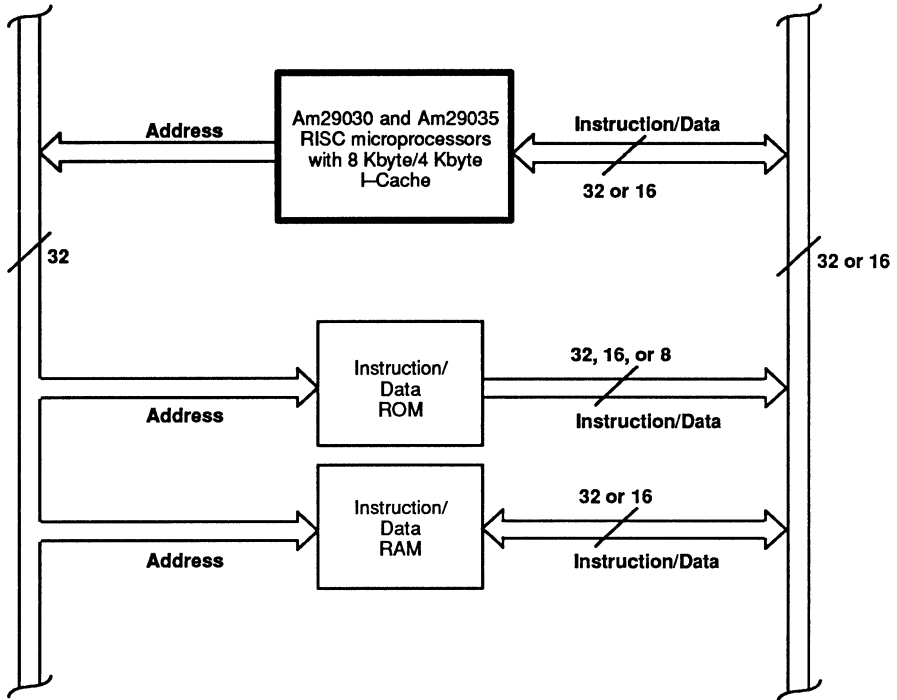 Address
Am29030 and Am29035
RISC microprocessors
with 8 Kbyte/4 Kbyte
I–Cache
Instruction/Data
32 or 16
32
32 or 16
Address
Instruction/
Data
ROM
32, 16, or 8
Instruction/Data
Address
Instruction/
Data
RAM
32 or 16
Instruction/Data